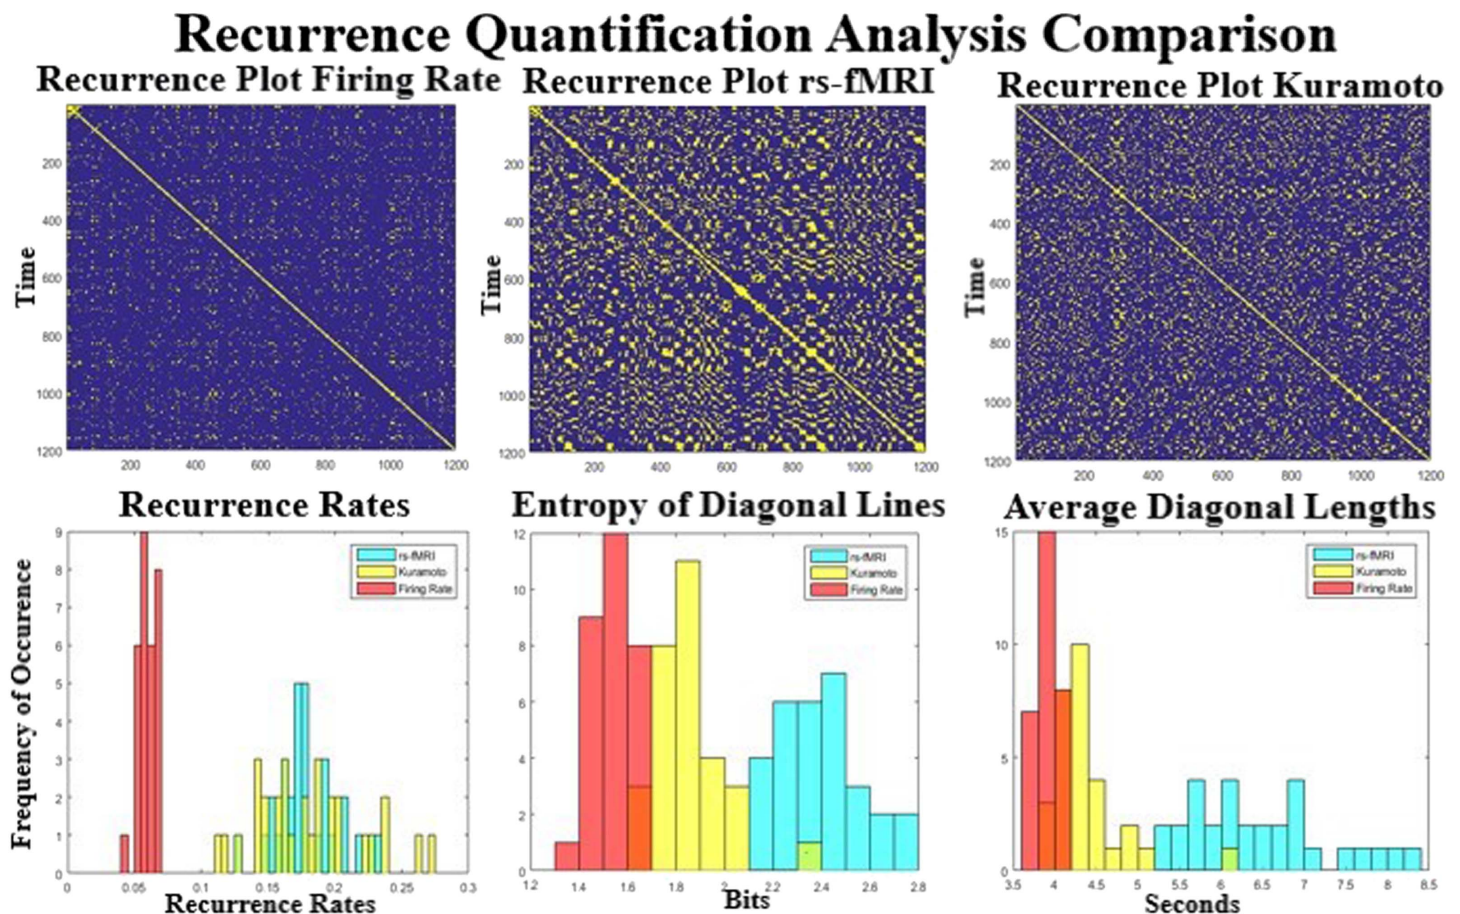 Recurrence Quantification Analysis Comparison
Recurrence Plot Firing Rate
Recurrence Plot rs-fMRI
Recurrence Plot Kuramoto
Time
200
400
600
800
1000
1200
200 400 600 800 1000 1200
Time
200
400
600
800
1000
1200
200 400 600 800 1000 1200
Time
200
400
600
800
1000
1200
200 400 600 800 1000 1200
Recurrence Rates
Entropy of Diagonal Lines
Average Diagonal Lengths
Frequency of Occurence
9
8
7
6
5
4
3
2
1
0
0 0.05 0.1 0.15 0.2 0.25 0.3
Recurrence Rates
rs-fMRI
Kuramoto
Firing Rate
12
10
8
6
4
2
0
1.2 1.4 1.6 1.8 2 2.2 2.4 2.6 2.8
Bits
rs-fMRI
Kuramoto
Firing Rate
15
10
5
0
3.5 4 4.5 5 5.5 6 6.5 7 7.5 8 8.5
Seconds
rs-fMRI
Kuramoto
Firing Rate